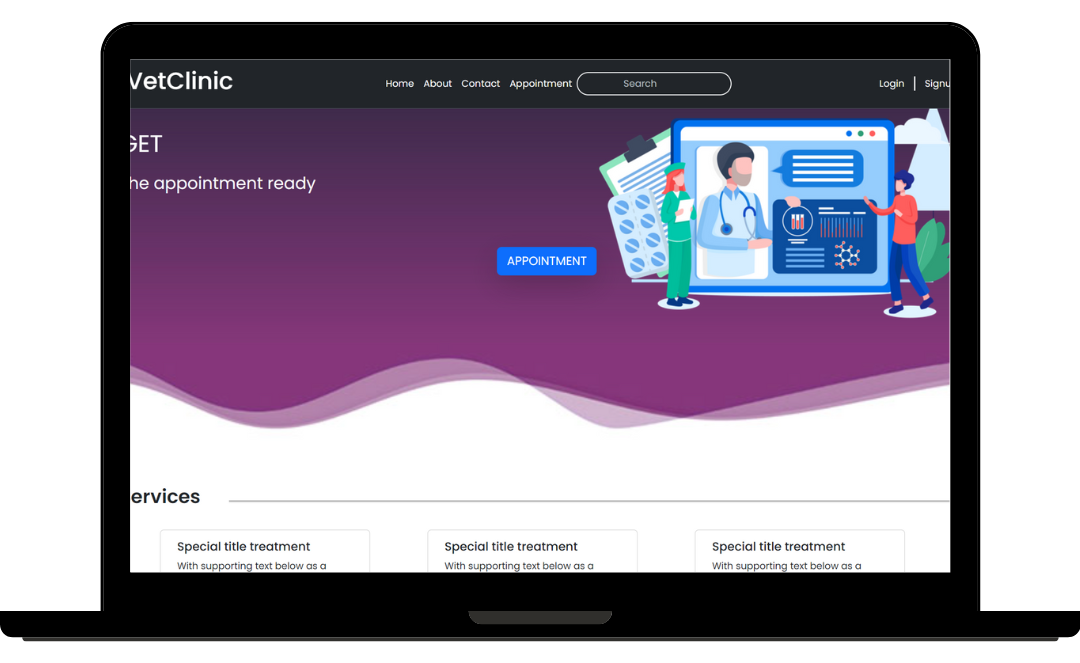 VetClinic
Home About Contact Appointment Search Login | Signu
GET
he appointment ready
APPOINTMENT
ervices
Special title treatment
With supporting text below as a
Special title treatment
With supporting text below as a
Special title treatment
With supporting text below as a